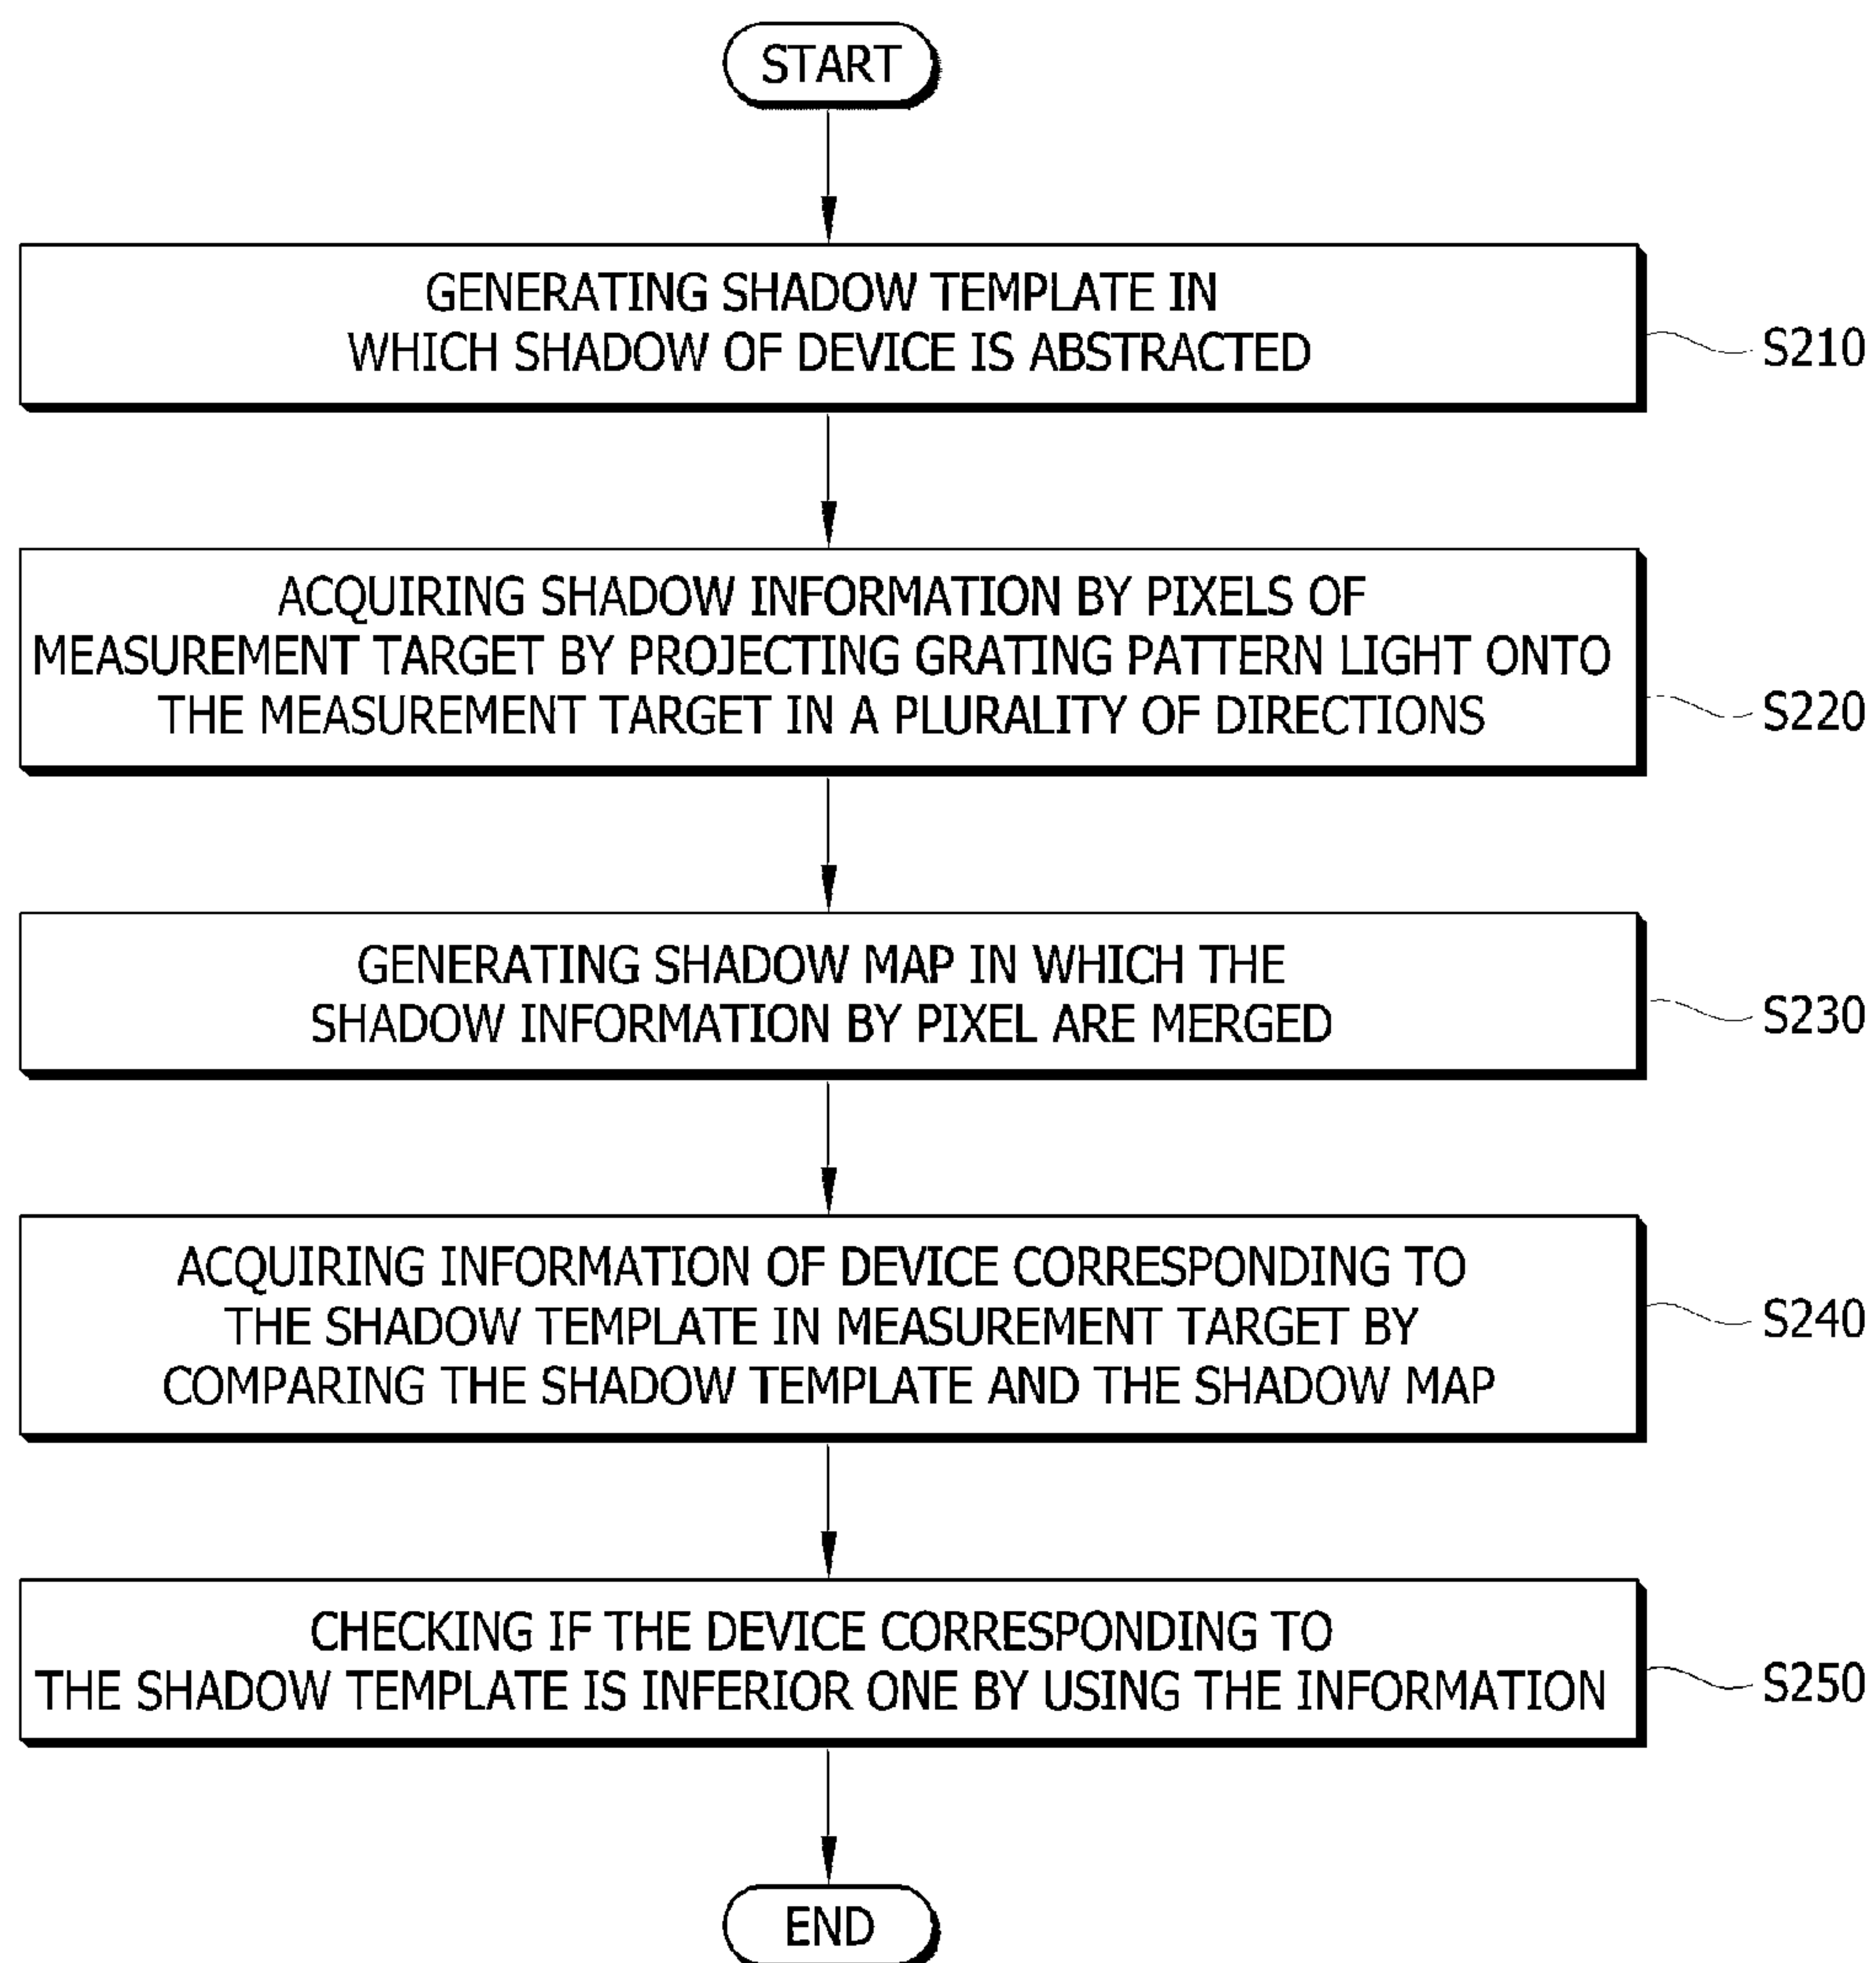 START
GENERATING SHADOW TEMPLATE IN
WHICH SHADOW OF DEVICE IS ABSTRACTED
S210
ACQUIRING SHADOW INFORMATION BY PIXELS OF
MEASUREMENT TARGET BY PROJECTING GRATING PATTERN LIGHT ONTO
THE MEASUREMENT TARGET IN A PLURALITY OF DIRECTIONS
S220
GENERATING SHADOW MAP IN WHICH THE
SHADOW INFORMATION BY PIXEL ARE MERGED
S230
ACQUIRING INFORMATION OF DEVICE CORRESPONDING TO
THE SHADOW TEMPLATE IN MEASUREMENT TARGET BY
COMPARING THE SHADOW TEMPLATE AND THE SHADOW MAP
S240
CHECKING IF THE DEVICE CORRESPONDING TO
THE SHADOW TEMPLATE IS INFERIOR ONE BY USING THE INFORMATION
S250
END